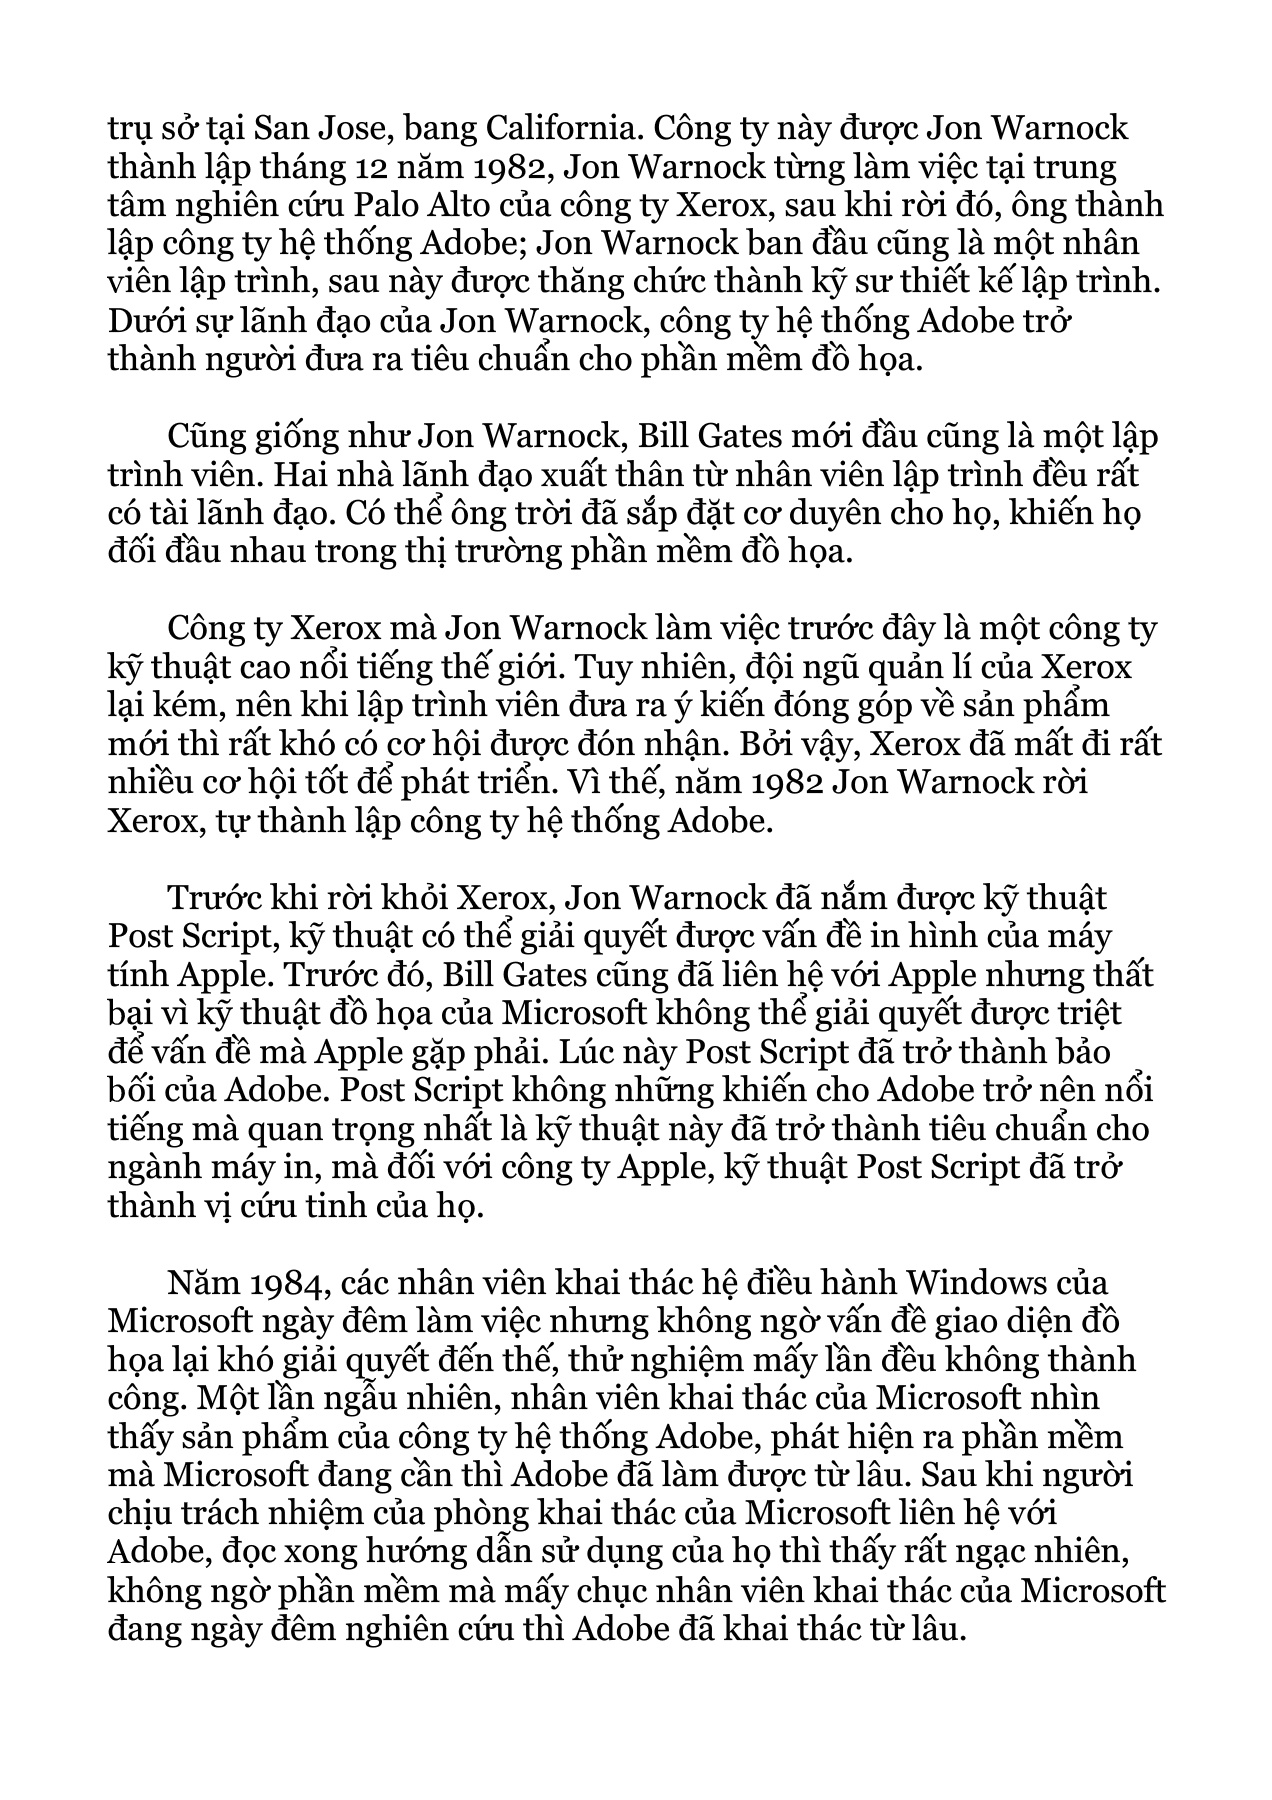 trụ sở tại San Jose, bang California. Công ty này được Jon Warnock
thành lập tháng 12 năm 1982, Jon Warnock từng làm việc tại trung
tâm nghiên cứu Palo Alto của công ty Xerox, sau khi rời đó, ông thành
lập công ty hệ thống Adobe; Jon Warnock ban đầu cũng là một nhân
viên lập trình, sau này được thăng chức thành kỹ sư thiết kế lập trình.
Dưới sự lãnh đạo của Jon Warnock, công ty hệ thống Adobe trở
thành người đưa ra tiêu chuẩn cho phần mềm đồ họa.
Cũng giống như Jon Warnock, Bill Gates mới đầu cũng là một lập
trình viên. Hai nhà lãnh đạo xuất thân từ nhân viên lập trình đều rất
có tài lãnh đạo. Có thể ông trời đã sắp đặt cơ duyên cho họ, khiến họ
đối đầu nhau trong thị trường phần mềm đồ họa.
Công ty Xerox mà Jon Warnock làm việc trước đây là một công ty
kỹ thuật cao nổi tiếng thế giới. Tuy nhiên, đội ngũ quản lí của Xerox
lại kém, nên khi lập trình viên đưa ra ý kiến đóng góp về sản phẩm
mới thì rất khó có cơ hội được đón nhận. Bởi vậy, Xerox đã mất đi rất
nhiều cơ hội tốt để phát triển. Vì thế, năm 1982 Jon Warnock rời
Xerox, tự thành lập công ty hệ thống Adobe.
Trước khi rời khỏi Xerox, Jon Warnock đã nắm được kỹ thuật
Post Script, kỹ thuật có thể giải quyết được vấn đề in hình của máy
tính Apple. Trước đó, Bill Gates cũng đã liên hệ với Apple nhưng thất
bại vì kỹ thuật đồ họa của Microsoft không thể giải quyết được triệt
để vấn đề mà Apple gặp phải. Lúc này Post Script đã trở thành bảo
bối của Adobe. Post Script không những khiến cho Adobe trở nên nổi
tiếng mà quan trọng nhất là kỹ thuật này đã trở thành tiêu chuẩn cho
ngành máy in, mà đối với công ty Apple, kỹ thuật Post Script đã trở
thành vị cứu tinh của họ.
Năm 1984, các nhân viên khai thác hệ điều hành Windows của
Microsoft ngày đêm làm việc nhưng không ngờ vấn đề giao diện đồ
họa lại khó giải quyết đến thế, thử nghiệm mấy lần đều không thành
công. Một lần ngẫu nhiên, nhân viên khai thác của Microsoft nhìn
thấy sản phẩm của công ty hệ thống Adobe, phát hiện ra phần mềm
mà Microsoft đang cần thì Adobe đã làm được từ lâu. Sau khi người
chịu trách nhiệm của phòng khai thác của Microsoft liên hệ với
Adobe, đọc xong hướng dẫn sử dụng của họ thì thấy rất ngạc nhiên,
không ngờ phần mềm mà mấy chục nhân viên khai thác của Microsoft
đang ngày đêm nghiên cứu thì Adobe đã khai thác từ lâu.